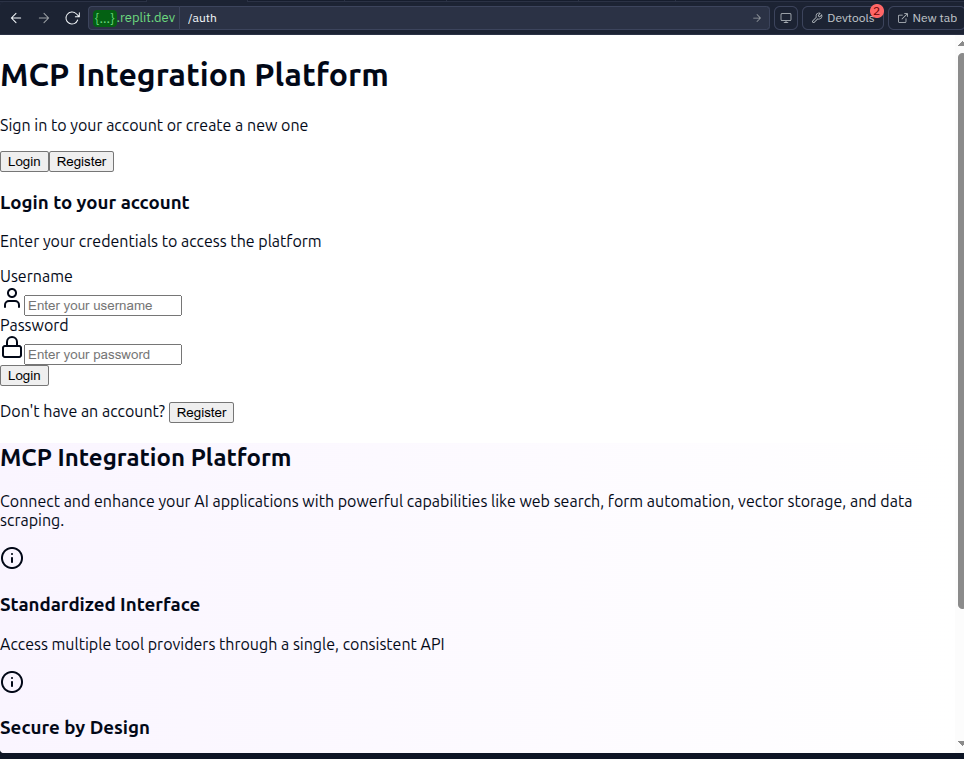 {...}.replit.dev /auth Devtools 2 New tab
MCP Integration Platform
Sign in to your account or create a new one
Login Register
Login to your account
Enter your credentials to access the platform
Username
Enter your username
Password
Enter your password
Login
Don't have an account? Register
MCP Integration Platform
Connect and enhance your AI applications with powerful capabilities like web search, form automation, vector storage, and data
scraping.
Standardized Interface
Access multiple tool providers through a single, consistent API
Secure by Design